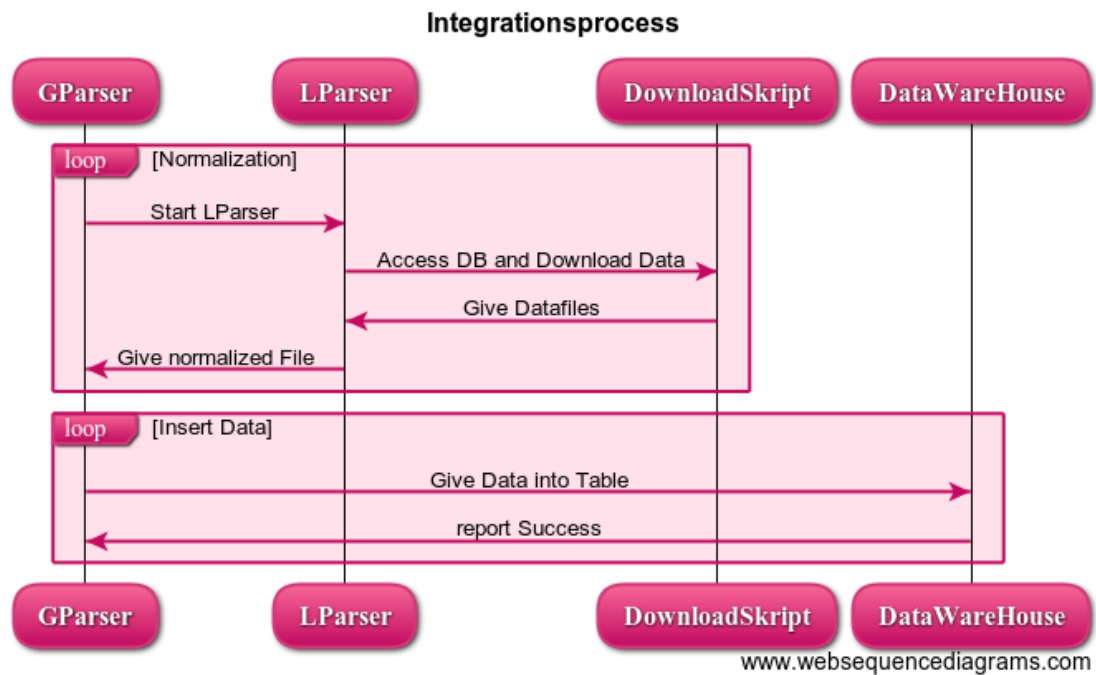 Integrationsprocess
GParser
LParser
DownloadSkript
DataWareHouse
loop
[Normalization]
Start LParser
Access DB and Download Data
Give Datafiles
Give normalized File
loop
[Insert Data]
Give Data into Table
report Success
GParser
LParser
DownloadSkript
DataWareHouse
www.websequencediagrams.com